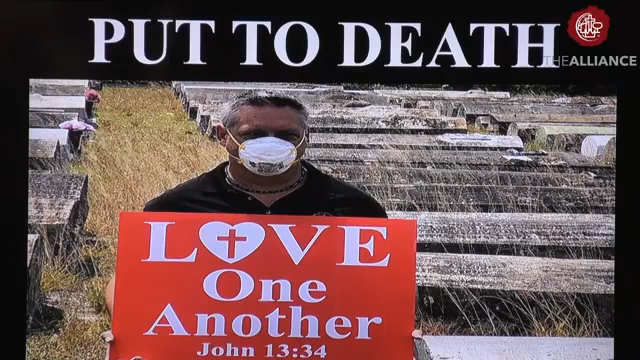 PUT TO DEATH
THEALLIANCE
LOVE
One
Another
John 13:34